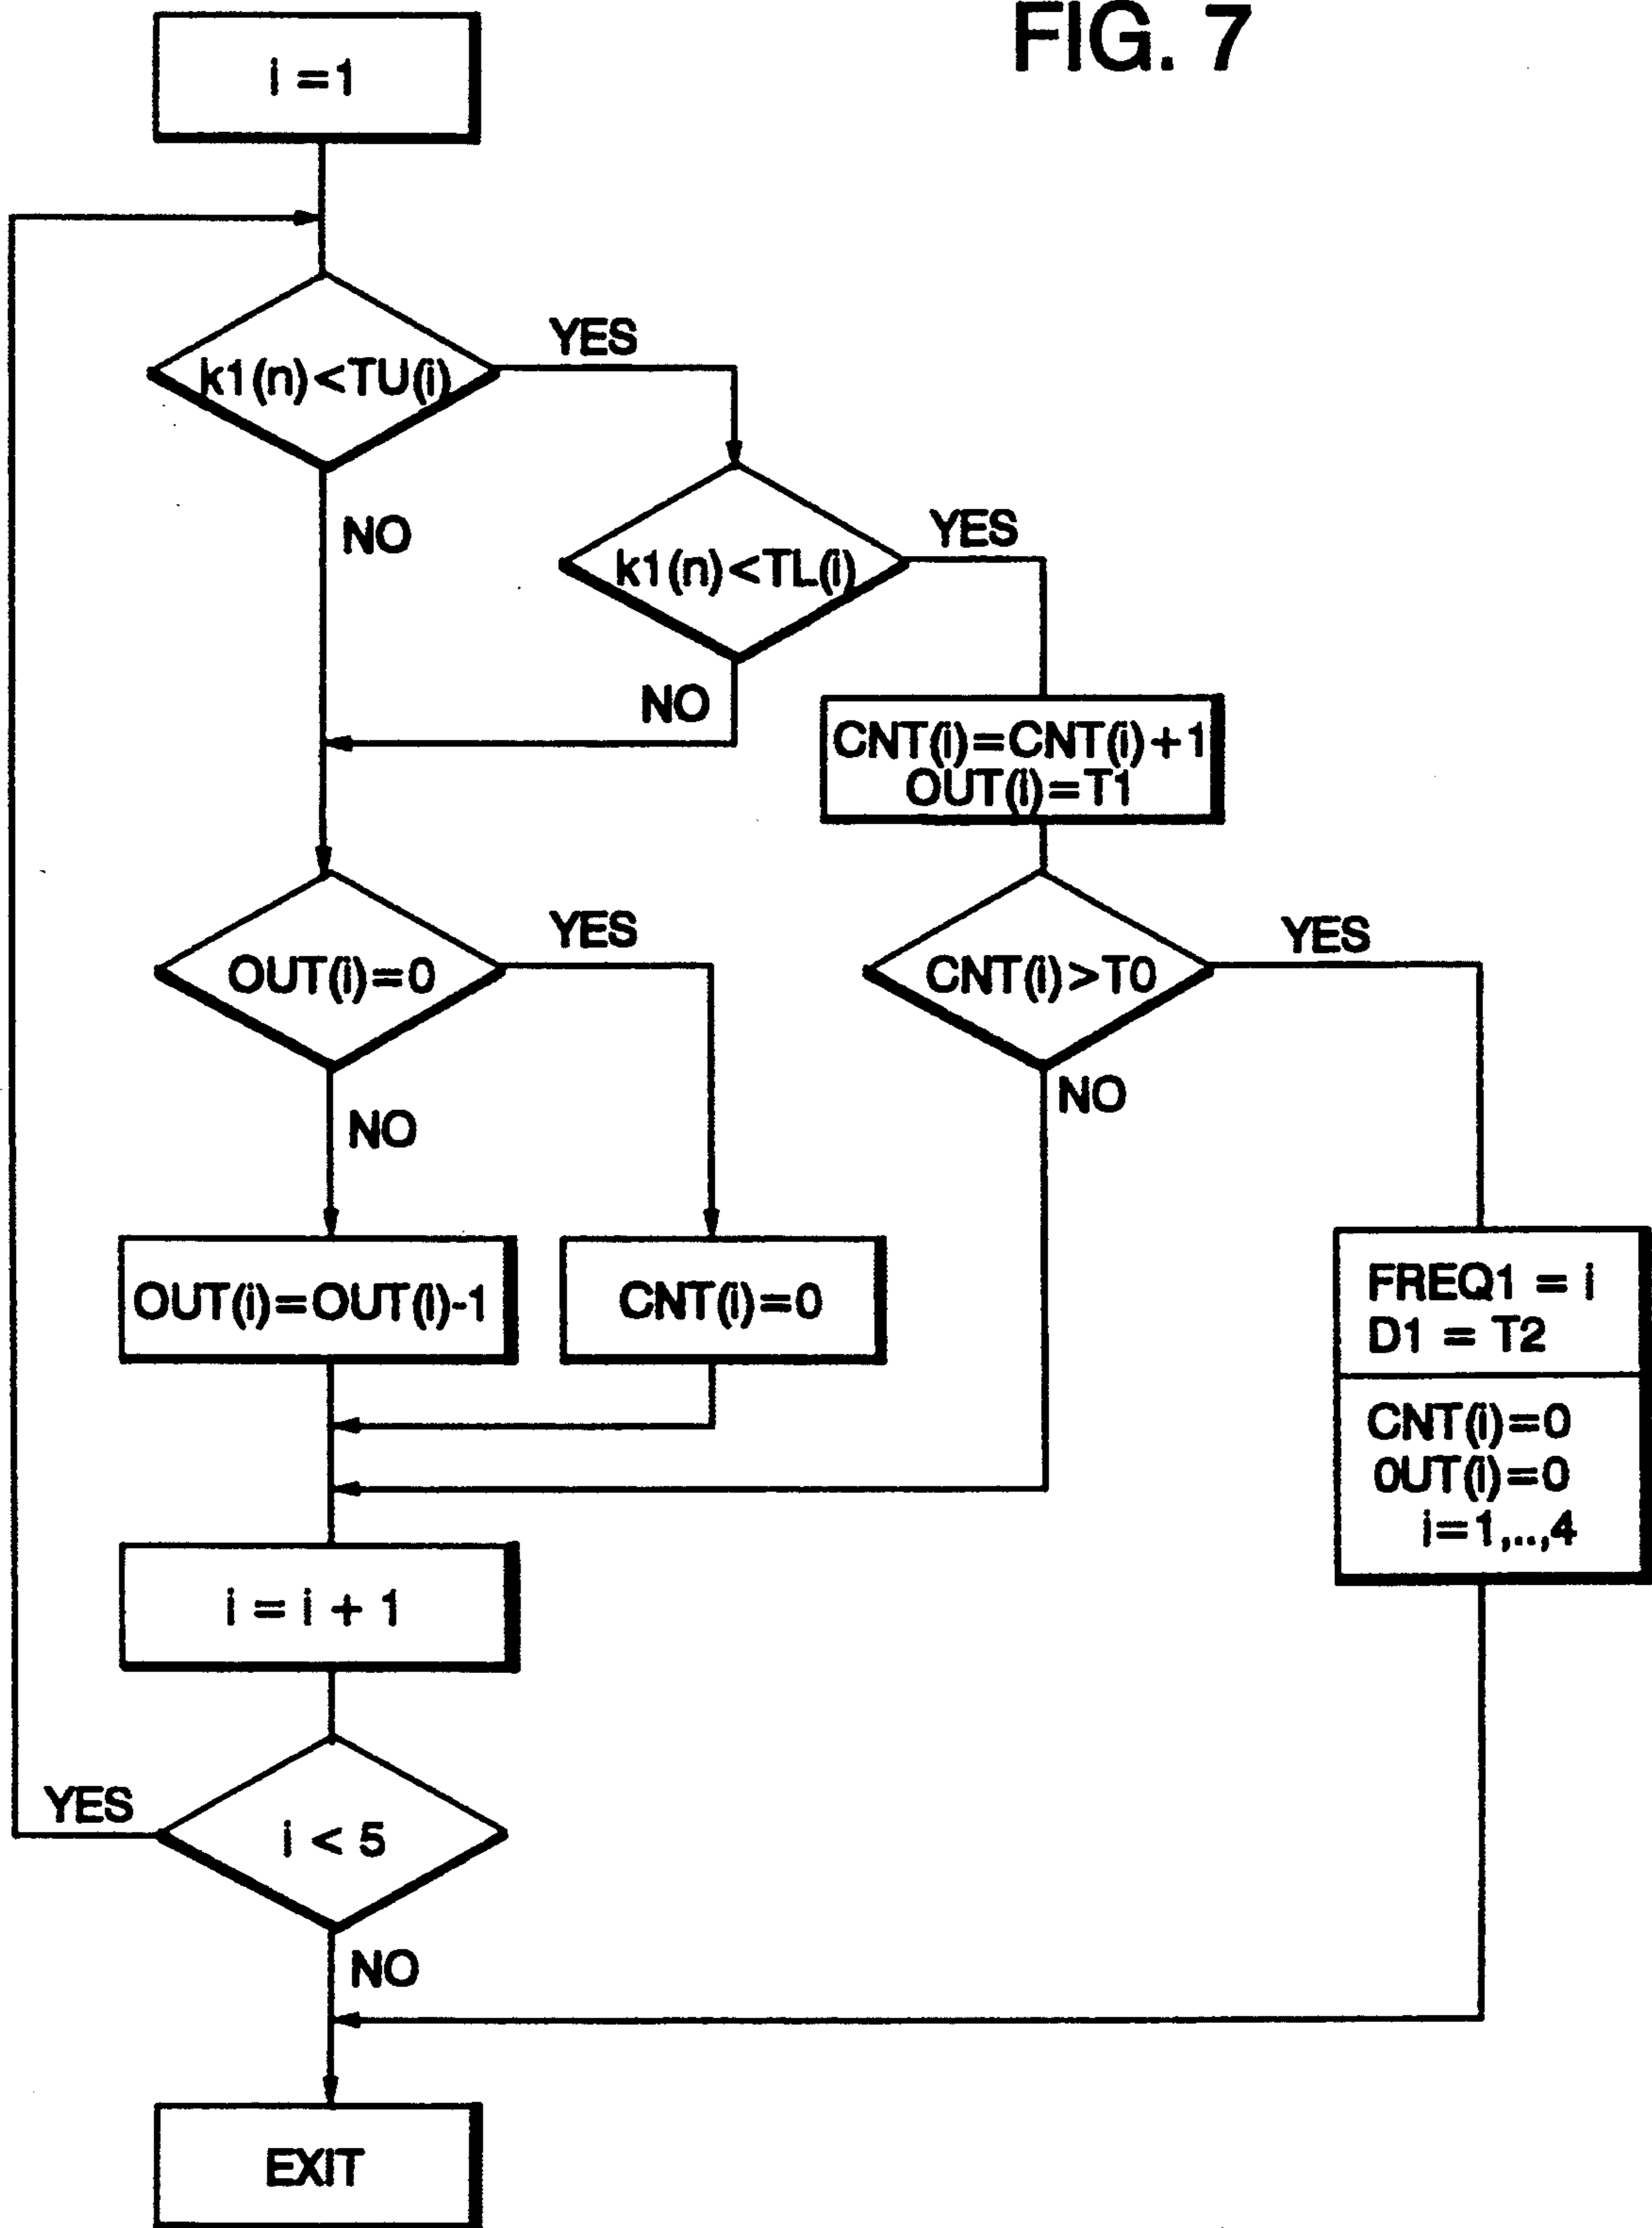 FIG. 7
i =1
k1(n)<TU(i)
YES
NO
k1(n)<TL(i)
YES
NO
CNT(i)=CNT(i)+1
OUT(i)=T1
OUT(i)=0
YES
NO
CNT(i)>T0
YES
NO
OUT(i)=OUT(i)-1
CNT(i)=0
FREQ1 = i
D1 = T2
CNT(i)=0
0UT(i)=0
i=1,..,4
i = i + 1
YES
i < 5
NO
EXIT